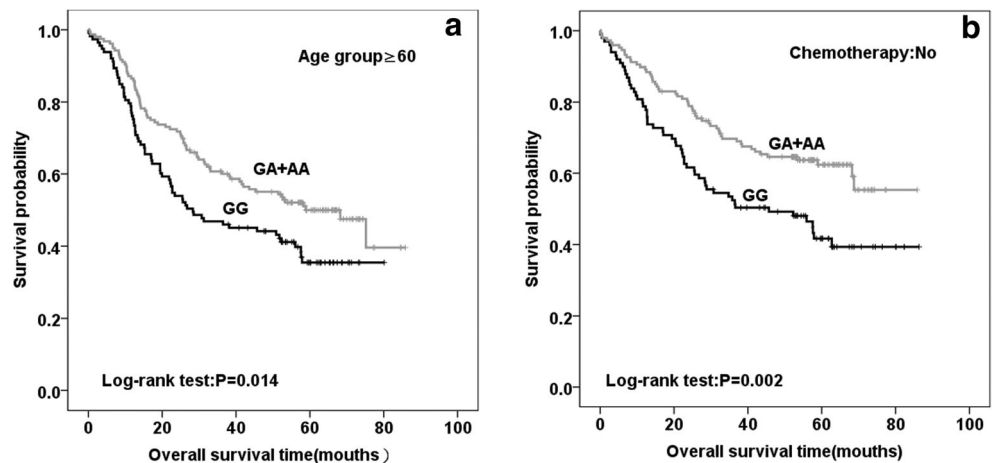 a
Age group≥60
Survival probability
1.0
0.8
0.6
0.4
0.2
0.0
GA+AA
GG
Log-rank test:P=0.014
0 20 40 60 80 100
Overall survival time(mouths）
b
Chemotherapy:No
Survival probability
1.0
0.8
0.6
0.4
0.2
0.0
GA+AA
GG
Log-rank test:P=0.002
0 20 40 60 80 100
Overall survival time(mouths)